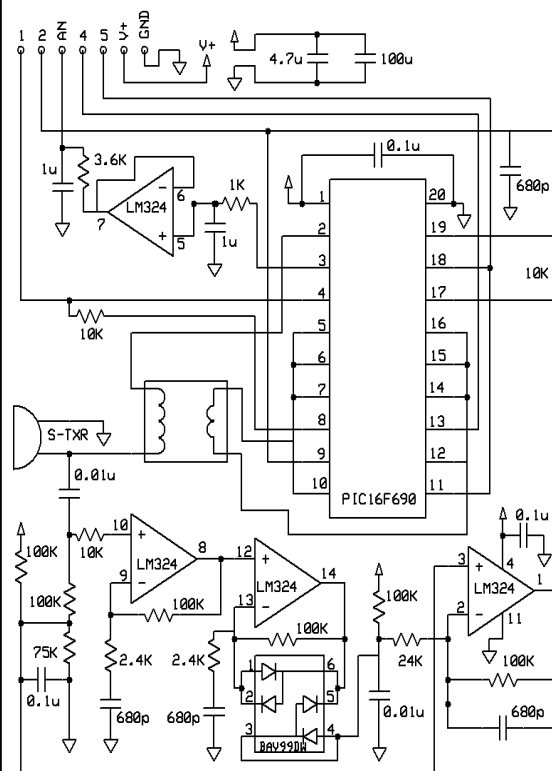 1 2 AN 4 5 V+ GND
V+
4.7u 100u
0.1u
3.6K
1u
6
LM324
7
5
1K
1u
680p
1 20
2 19
3 18
4 17
5 16
6 15
7 14
8 13
9 12
10 11
PIC16F690
10K
10K
S-TXR
0.01u
10K
10
8
9
LM324
12
14
13
LM324
0.1u
3
4
LM324
1
2
11
100K
100K
75K
0.1u
100K
2.4K
680p
100K
2.4K
680p
1 6
2 5
3 4
BAV99DW
100K
24K
0.01u
100K
680p